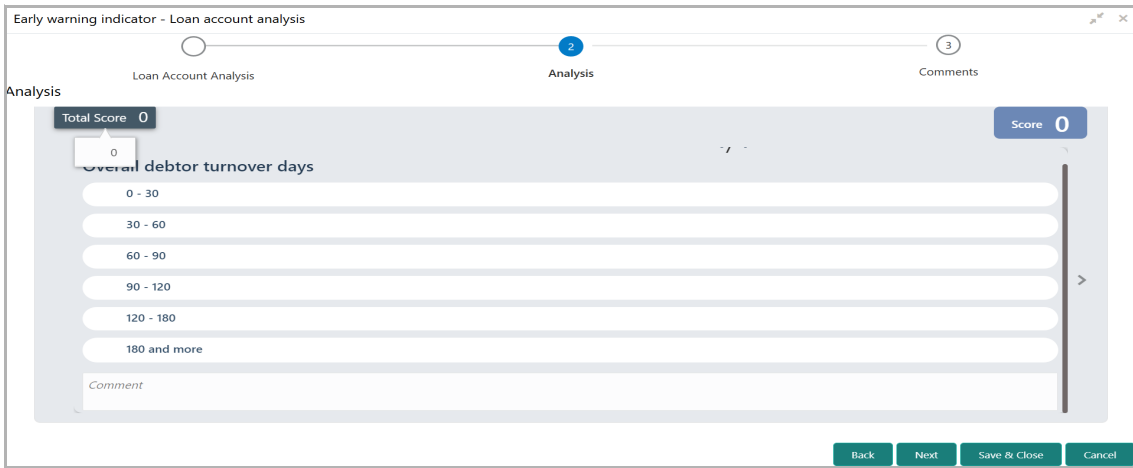 Early warning indicator - Loan account analysis
2
3
Loan Account Analysis
Analysis
Comments
Analysis
Total Score 0
Score 0
0
Overall debtor turnover days
0 - 30
30 - 60
60 - 90
90 - 120
120 - 180
180 and more
Comment
Back
Next
Save & Close
Cancel